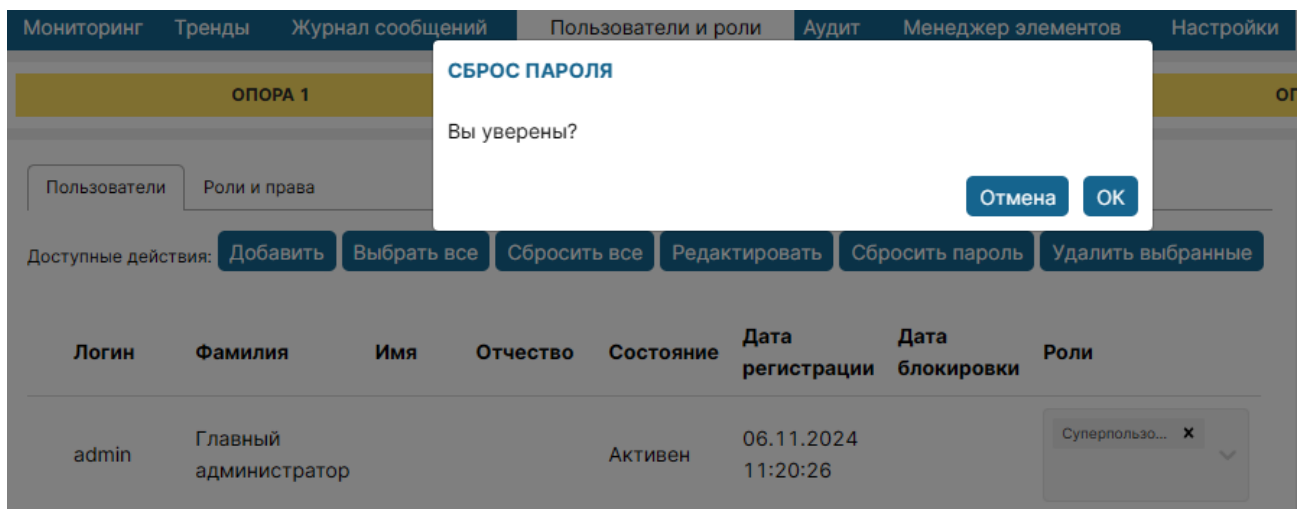 Мониторинг Тренды Журнал сообщений Пользователи и роли Аудит Менеджер элементов Настройки
СБРОС ПАРОЛЯ
ОПОРА 1
Вы уверены?
Отмена ОК
Пользователи Роли и права
Доступные действия: Добавить Выбрать все Сбросить все Редактировать Сбросить пароль Удалить выбранные
Логин Фамилия Имя Отчество Состояние Дата регистрации Дата блокировки Роли
admin Главный администратор Активен 06.11.2024 11:20:26 Суперпользо... ×